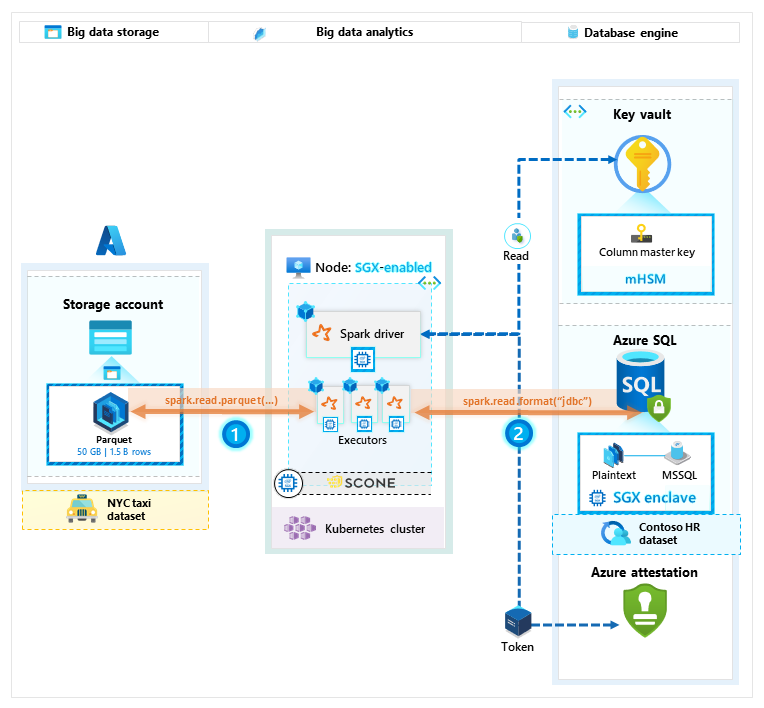 Big data storage
Big data analytics
Database engine
Key vault
Column master key
mHSM
Read
Node: SGX-enabled
Storage account
Spark driver
Azure SQL
SQL
spark.read.parquet(...)
spark.read.format("jdbc")
Parquet
50 GB | 1.5 B rows
1
Executors
2
Plaintext
MSSQL
SGX enclave
SCONE
NYC taxi
dataset
Kubernetes cluster
Contoso HR
dataset
Azure attestation
Token